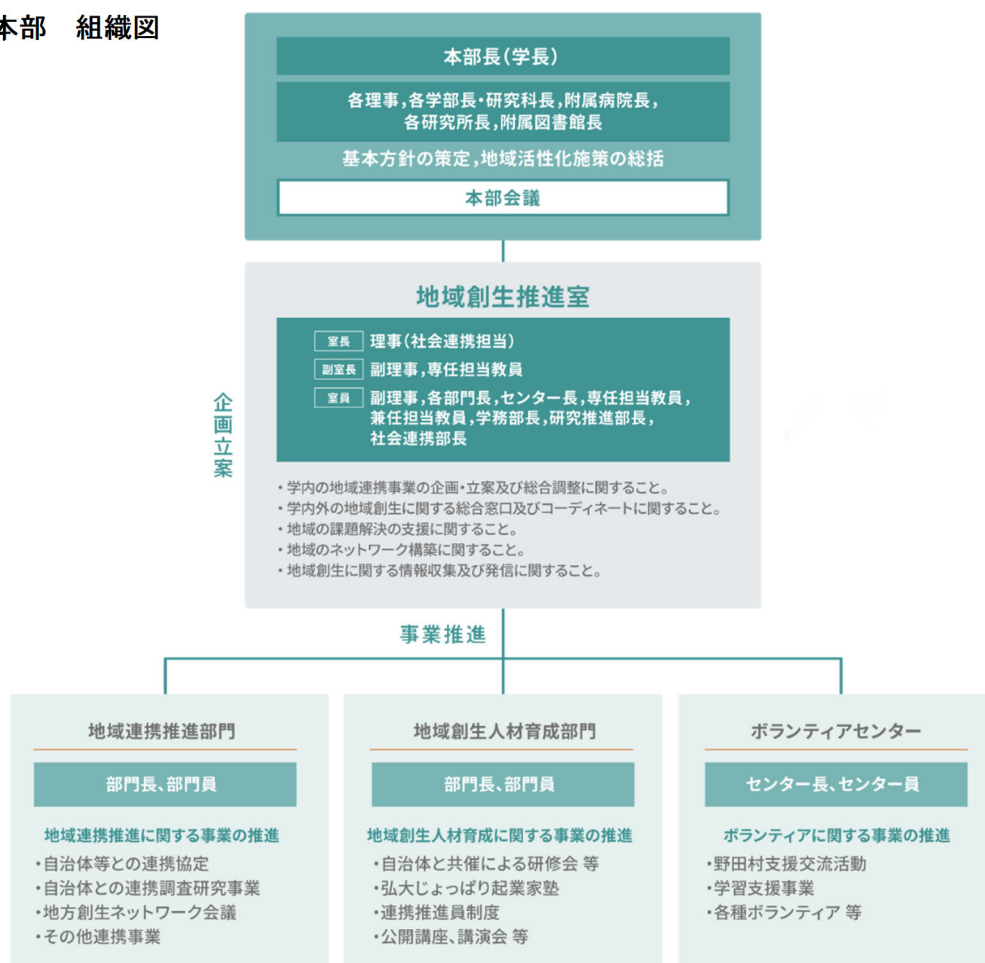 本部 組織図
本部長(学長)
各理事,各学部長・研究科長,附属病院長,
各研究所長,附属図書館長
基本方針の策定,地域活性化施策の総括
本部会議
地域創生推進室
室長 理事(社会連携担当)
副室長 副理事,専任担当教員
室員 副理事,各部門長,センター長,専任担当教員,
兼任担当教員,学務部長,研究推進部長,
社会連携部長
企画立案
・学内の地域連携事業の企画・立案及び総合調整に関すること。
・学内外の地域創生に関する総合窓口及びコーディネートに関すること。
・地域の課題解決の支援に関すること。
・地域のネットワーク構築に関すること。
・地域創生に関する情報収集及び発信に関すること。
事業推進
地域連携推進部門
部門長、部門員
地域連携推進に関する事業の推進
・自治体等との連携協定
・自治体との連携調査研究事業
・地方創生ネットワーク会議
・その他連携事業
地域創生人材育成部門
部門長、部門員
地域創生人材育成に関する事業の推進
・自治体と共催による研修会 等
・弘大じょっぱり起業家塾
・連携推進員制度
・公開講座、講演会 等
ボランティアセンター
センター長、センター員
ボランティアに関する事業の推進
・野田村支援交流活動
・学習支援事業
・各種ボランティア 等